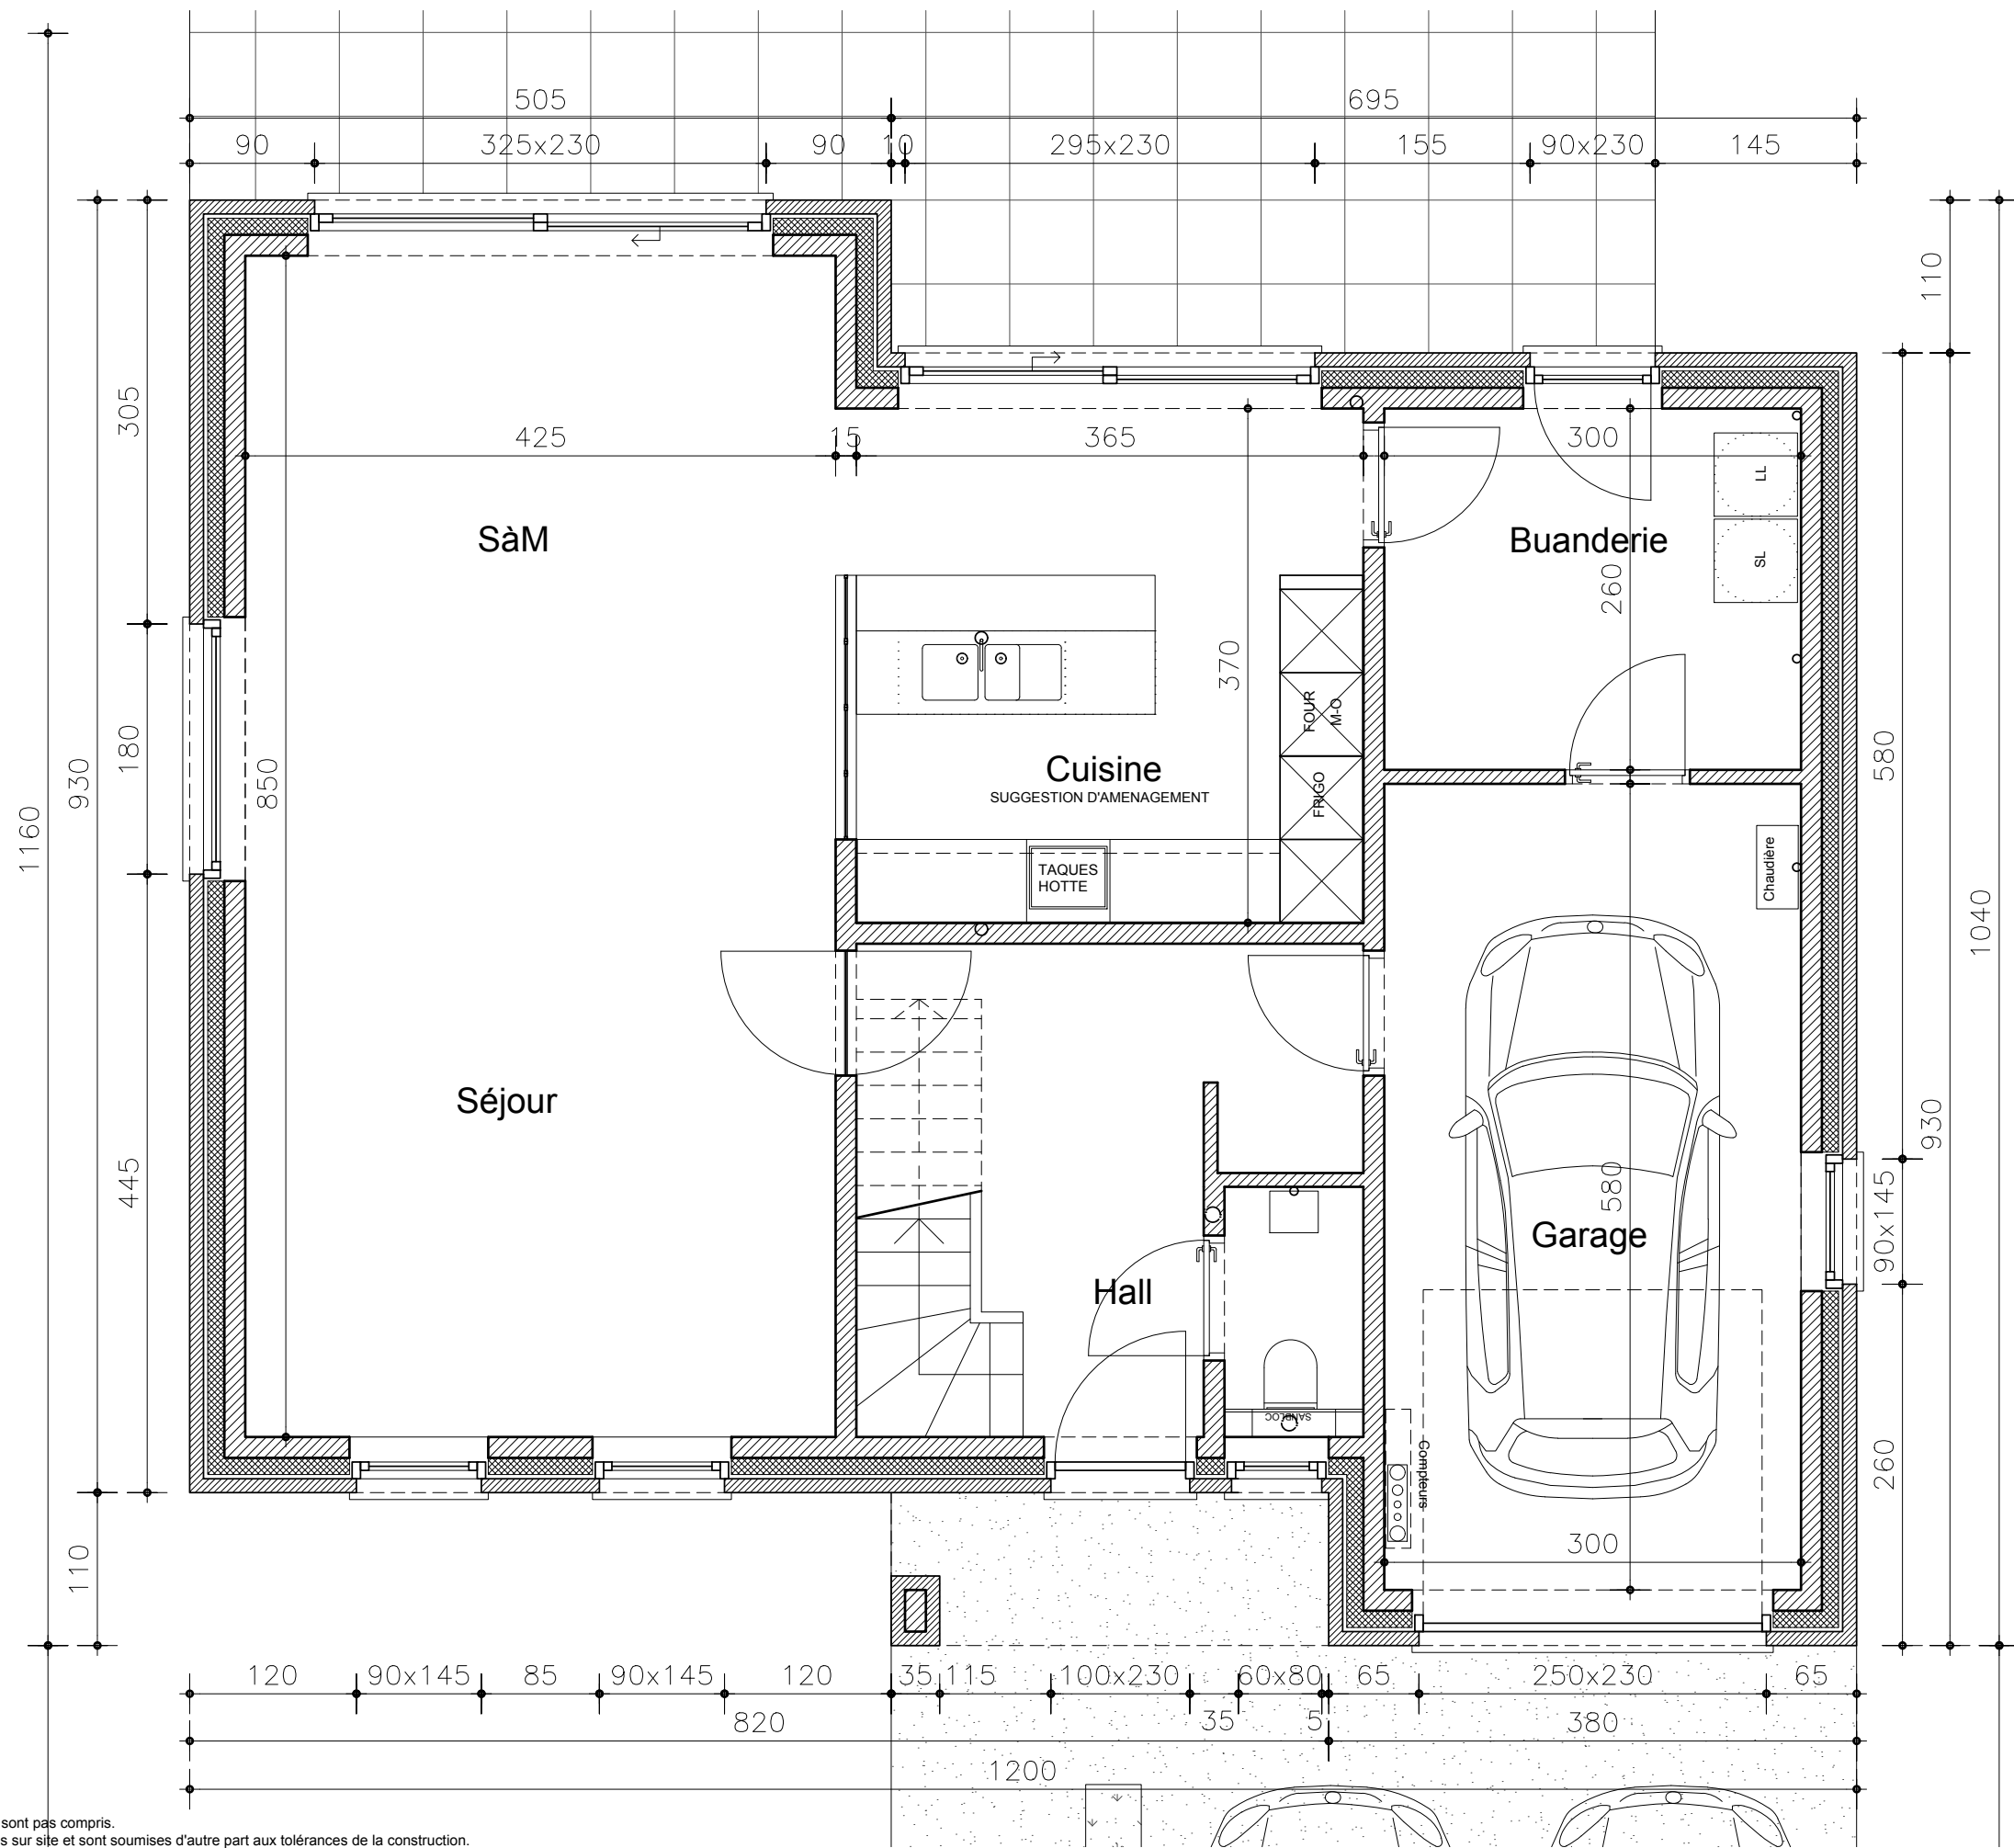 505 695
90 325x230 90 10 295x230 155 90x230 145
110
305
425 15 365 300
SàM
Buanderie
LL
SL
260
370
FOUR
M-O
FRIGO
Cuisine
SUGGESTION D'AMENAGEMENT
TAQUES
HOTTE
180
930
850
1160
580
1040
Chaudière
Séjour
445
930
580
Garage
90x145
Hall
SANBLOC
Compteurs
260
300
110
120 90x145 85 90x145 120 35 115 100x230 60x80 65 250x230 65
820 35 5 380
1200
sont pas compris.
s sur site et sont soumises d'autre part aux tolérances de la construction.